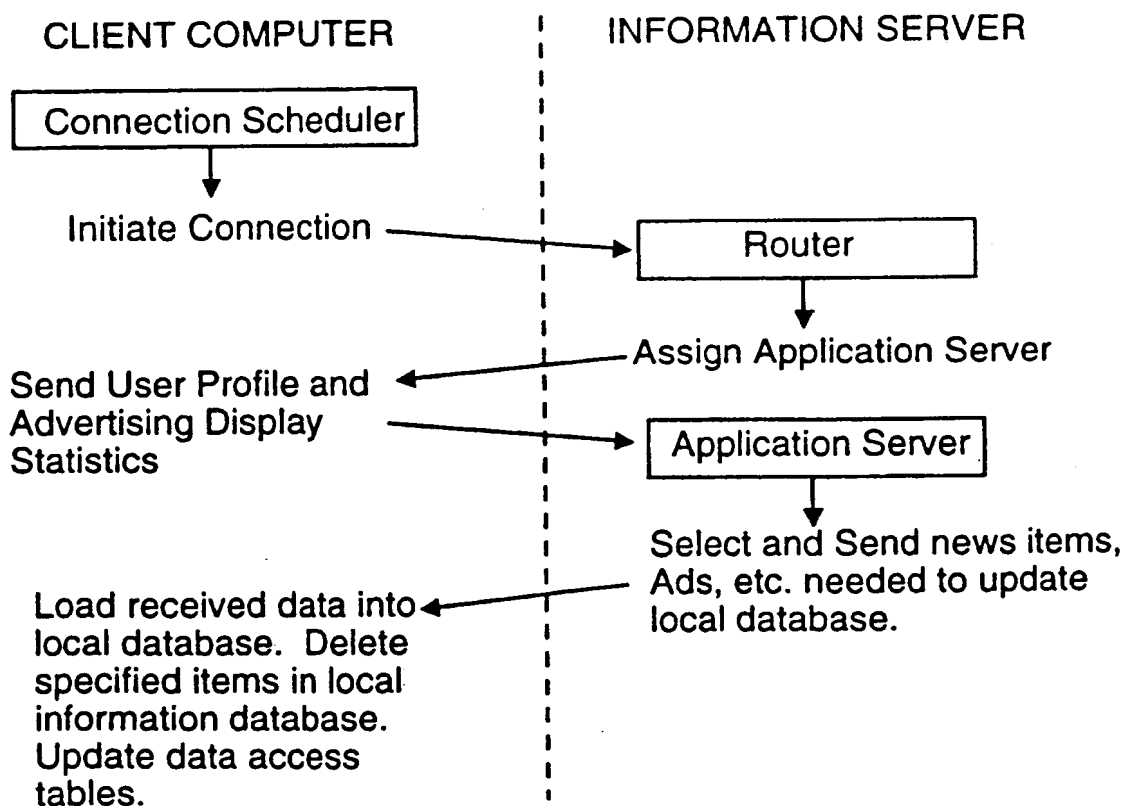 CLIENT COMPUTER
INFORMATION SERVER
Connection Scheduler
Initiate Connection
Router
Assign Application Server
Send User Profile and
Advertising Display
Statistics
Application Server
Select and Send news items,
Ads, etc. needed to update
local database.
Load received data into
local database. Delete
specified items in local
information database.
Update data access
tables.